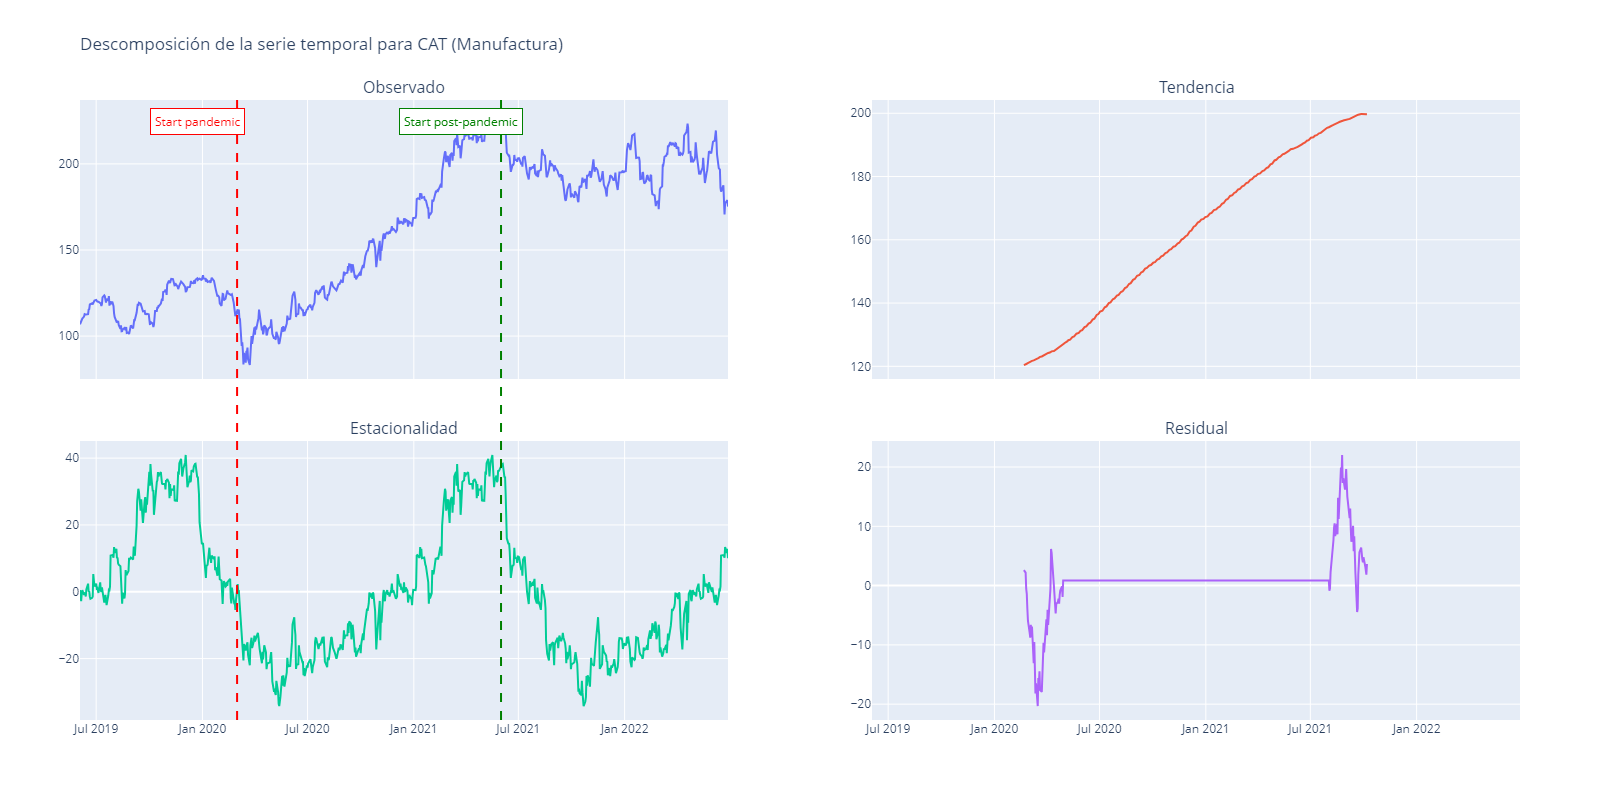 Descomposición de la serie temporal para CAT (Manufactura)
Observado
Start pandemic
Start post-pandemic
200
150
100
Tendencia
200
180
160
140
120
Estacionalidad
40
20
0
−20
Jul 2019 Jan 2020 Jul 2020 Jan 2021 Jul 2021 Jan 2022
Residual
20
10
0
−10
−20
Jul 2019 Jan 2020 Jul 2020 Jan 2021 Jul 2021 Jan 2022